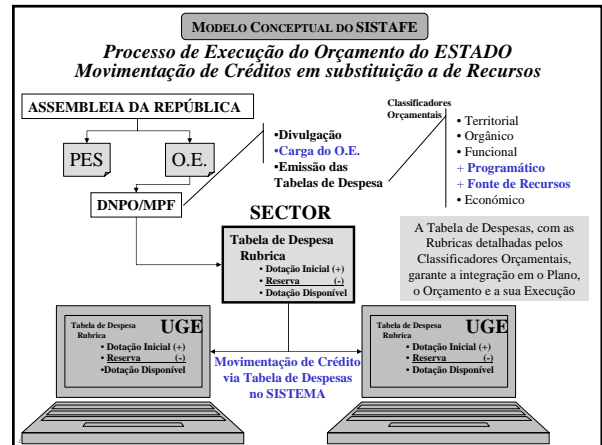 MODELO CONCEPTUAL DO SISTAFE
Processo de Execução do Orçamento do ESTADO
Movimentação de Créditos em substituição a de Recursos
ASSEMBLEIA DA REPÚBLICA
PES
O.E.
DNPO/MPF
•Divulgação
•Carga do O.E.
•Emissão das
Tabelas de Despesa
Classificadores
Orçamentais
• Territorial
• Orgânico
• Funcional
+ Programático
+ Fonte de Recursos
• Económico
SECTOR
Tabela de Despesa
Rubrica
• Dotação Inicial (+)
• Reserva (-)
• Dotação Disponível
A Tabela de Despesas, com as
Rubricas detalhadas pelos
Classificadores Orçamentais,
garante a integração em o Plano,
o Orçamento e a sua Execução
Tabela de Despesa UGE
Rubrica
• Dotação Inicial (+)
• Reserva (-)
•Dotação Disponível
Movimentação de Crédito
via Tabela de Despesas
no SISTEMA
Tabela de Despesa UGE
Rubrica
• Dotação Inicial (+)
• Reserva (-)
• Dotação Disponível